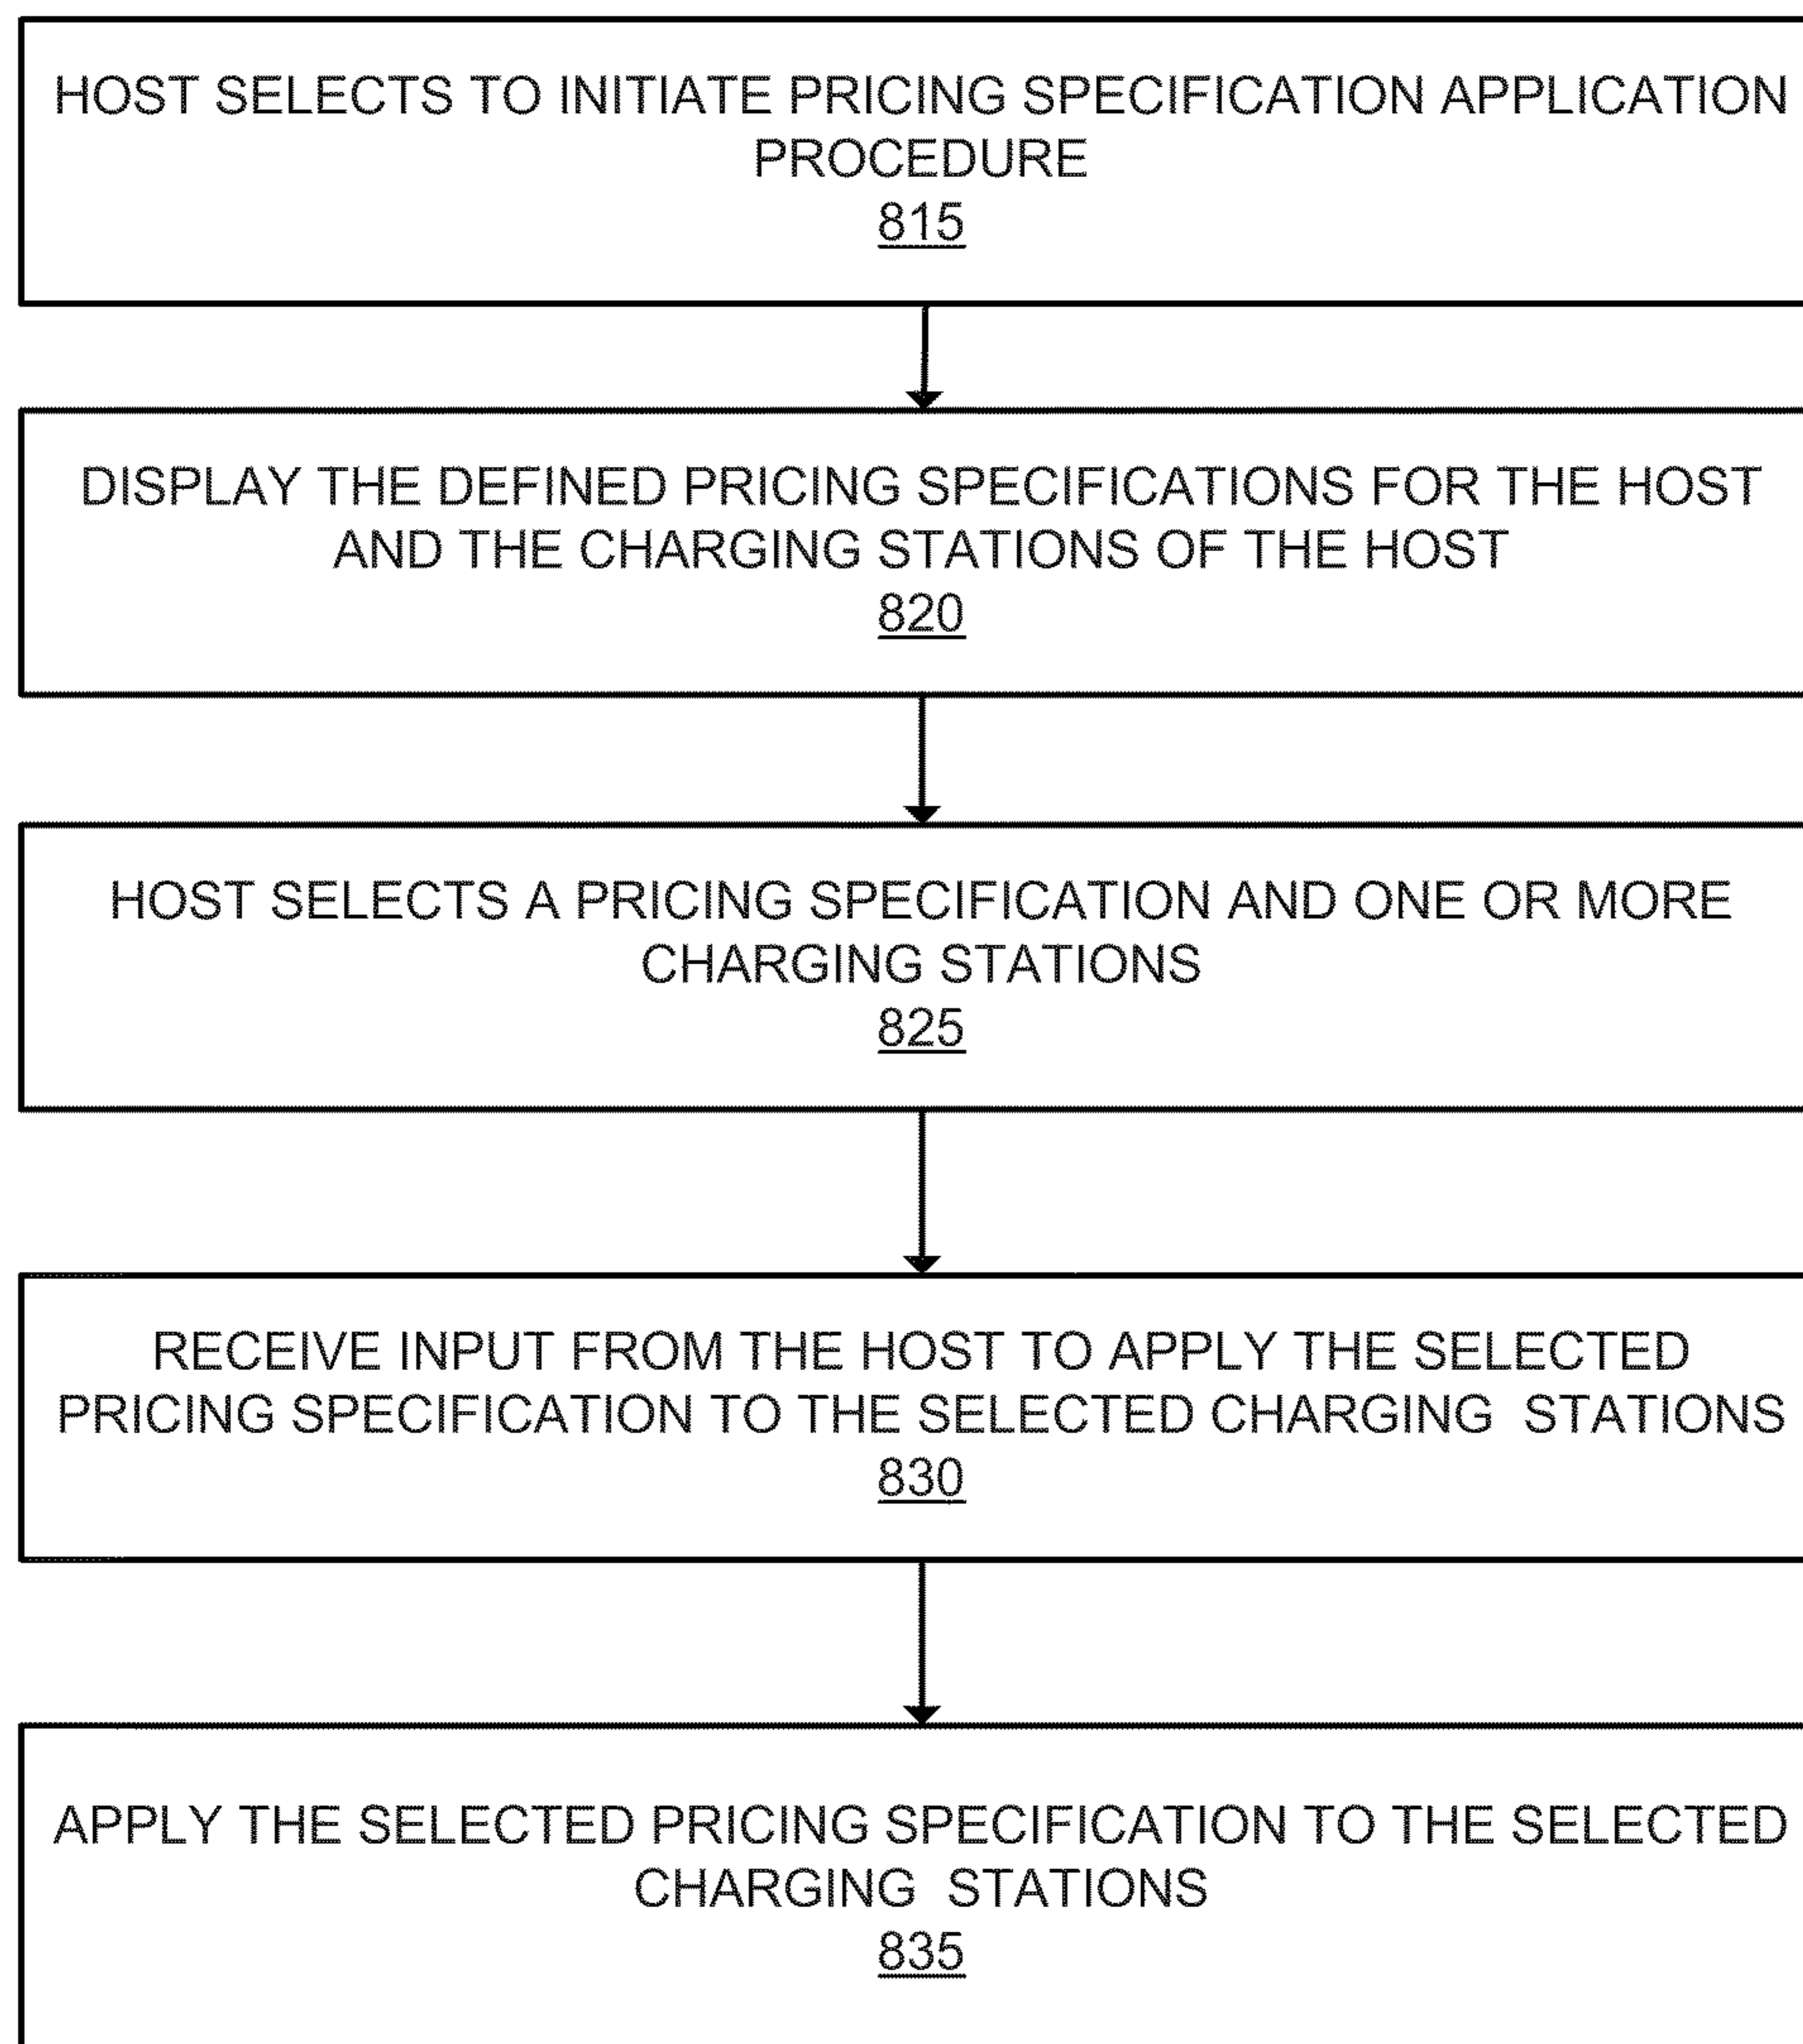 HOST SELECTS TO INITIATE PRICING SPECIFICATION APPLICATION
PROCEDURE
815
DISPLAY THE DEFINED PRICING SPECIFICATIONS FOR THE HOST
AND THE CHARGING STATIONS OF THE HOST
820
HOST SELECTS A PRICING SPECIFICATION AND ONE OR MORE
CHARGING STATIONS
825
RECEIVE INPUT FROM THE HOST TO APPLY THE SELECTED
PRICING SPECIFICATION TO THE SELECTED CHARGING  STATIONS
830
APPLY THE SELECTED PRICING SPECIFICATION TO THE SELECTED
CHARGING  STATIONS
835